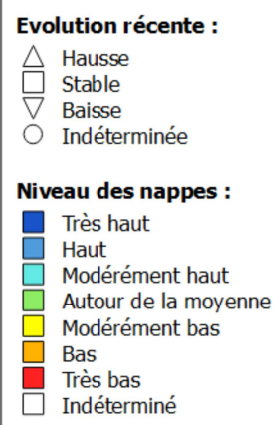 Evolution récente :
Hausse
Stable
Baisse
Indéterminée
Niveau des nappes :
Très haut
Haut
Modérément haut
Autour de la moyenne
Modérément bas
Bas
Très bas
Indéterminé